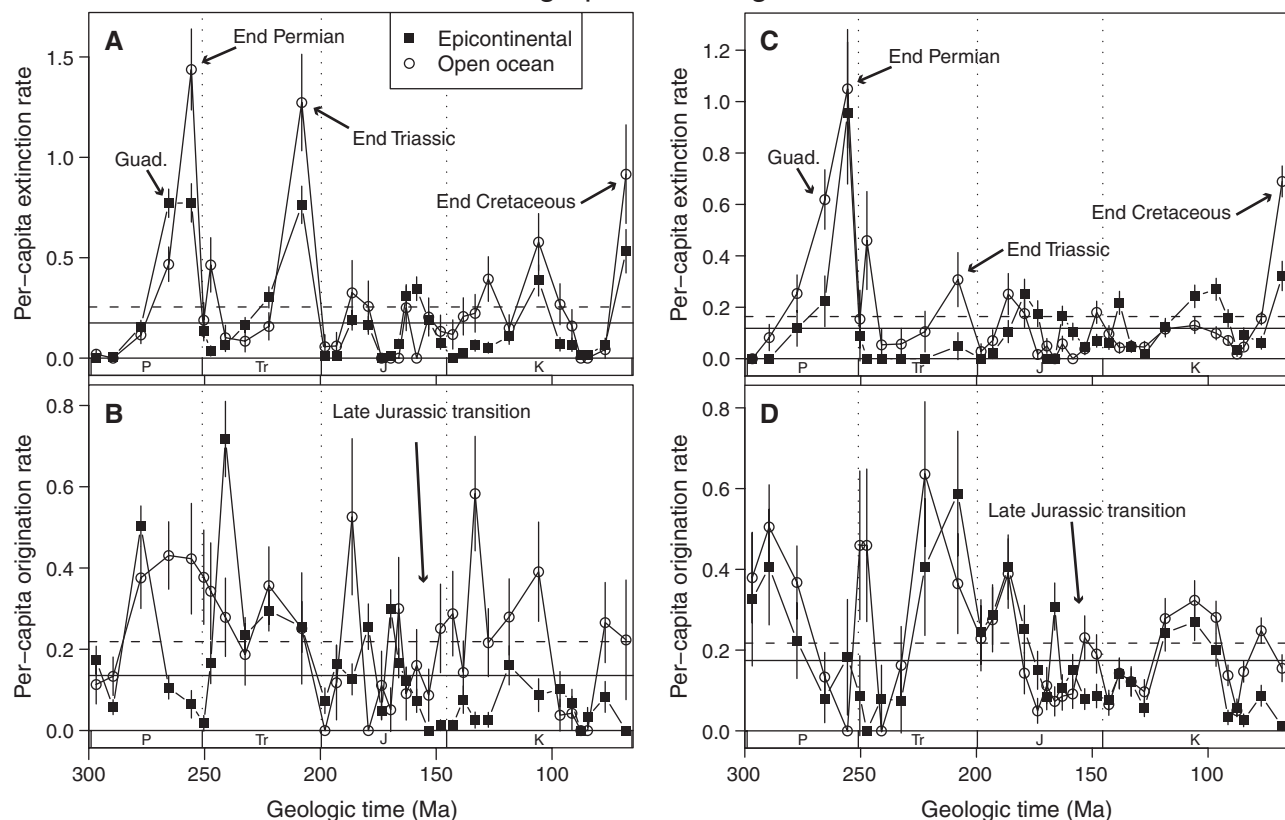 A
End Permian
Epicontinental
Open ocean
Guad.
End Triassic
End Cretaceous
Per-capita extinction rate
1.5
1.0
0.5
0.0
P
Tr
J
K
B
Late Jurassic transition
Per-capita origination rate
0.8
0.6
0.4
0.2
0.0
P
Tr
J
K
300
250
200
150
100
Geologic time (Ma)
C
End Permian
Guad.
End Triassic
End Cretaceous
Per-capita extinction rate
1.2
1.0
0.8
0.6
0.4
0.2
0.0
P
Tr
J
K
D
Late Jurassic transition
Per-capita origination rate
0.8
0.6
0.4
0.2
0.0
P
Tr
J
K
300
250
200
150
100
Geologic time (Ma)